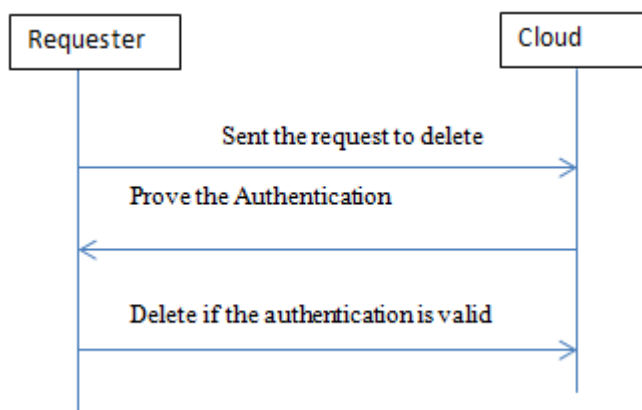 Requester
Cloud
Sent the request to delete
Prove the Authentication
Delete if the authentication is valid